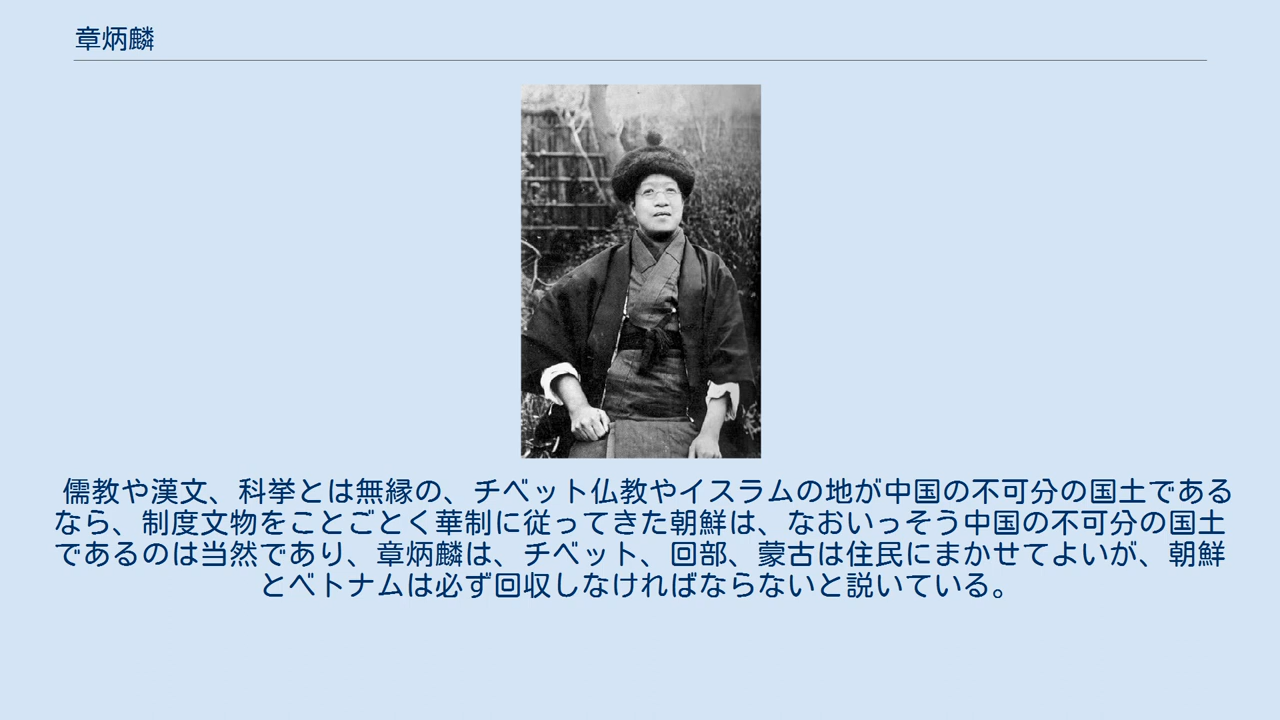 章炳麟
儒教や漢文、科挙とは無縁の、チベット仏教やイスラムの地が中国の不可分の国土である
なら、制度文物をことごとく華制に従ってきた朝鮮は、なおいっそう中国の不可分の国土
であるのは当然であり、章炳麟は、チベット、回部、蒙古は住民にまかせてよいが、朝鮮
とベトナムは必ず回収しなければならないと説いている。